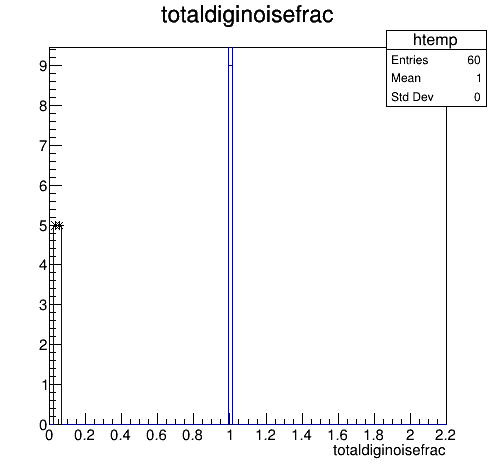 totaldiginoisefrac
htemp
Entries 60
Mean 1
Std Dev 0
9
8
7
6
5
4
3
2
1
0
0 0.2 0.4 0.6 0.8 1 1.2 1.4 1.6 1.8 2 2.2
totaldiginoisefrac